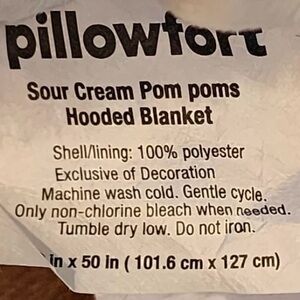 pillowfort
Sour Cream Pom poms
Hooded Blanket
Shell/lining: 100% polyester
Exclusive of Decoration
Machine wash cold. Gentle cycle.
Only non-chlorine bleach when needed.
Tumble dry low. Do not iron.
in x 50 in ( 101.6 cm x 127 cm)